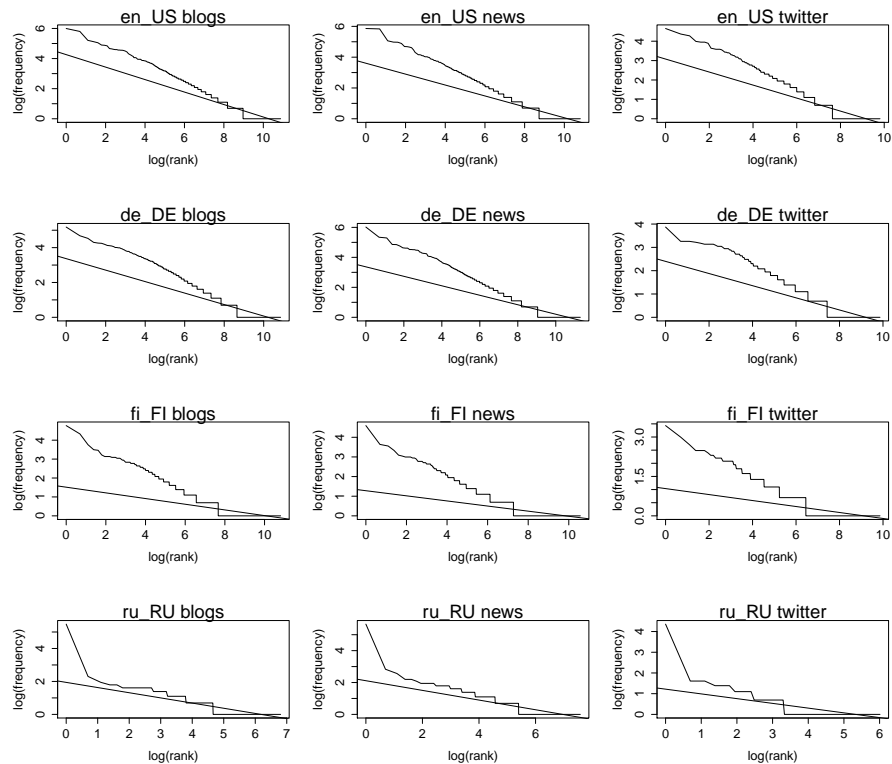 en_US blogs
log(frequency)
0 2 4 6
0 2 4 6 8 10
log(rank)
en_US news
log(frequency)
0 2 4 6
0 2 4 6 8 10
log(rank)
en_US twitter
log(frequency)
0 1 2 3 4
0 2 4 6 8 10
log(rank)
de_DE blogs
log(frequency)
0 2 4
0 2 4 6 8 10
log(rank)
de_DE news
log(frequency)
0 2 4 6
0 2 4 6 8 10
log(rank)
de_DE twitter
log(frequency)
0 1 2 3 4
0 2 4 6 8 10
log(rank)
fi_FI blogs
log(frequency)
0 1 2 3 4
0 2 4 6 8 10
log(rank)
fi_FI news
log(frequency)
0 1 2 3 4
0 2 4 6 8 10
log(rank)
fi_FI twitter
log(frequency)
0.0 1.5 3.0
0 2 4 6 8 10
log(rank)
ru_RU blogs
log(frequency)
0 2 4
0 1 2 3 4 5 6 7
log(rank)
ru_RU news
log(frequency)
0 2 4
0 2 4 6
log(rank)
ru_RU twitter
log(frequency)
0 1 2 3 4
0 1 2 3 4 5 6
log(rank)